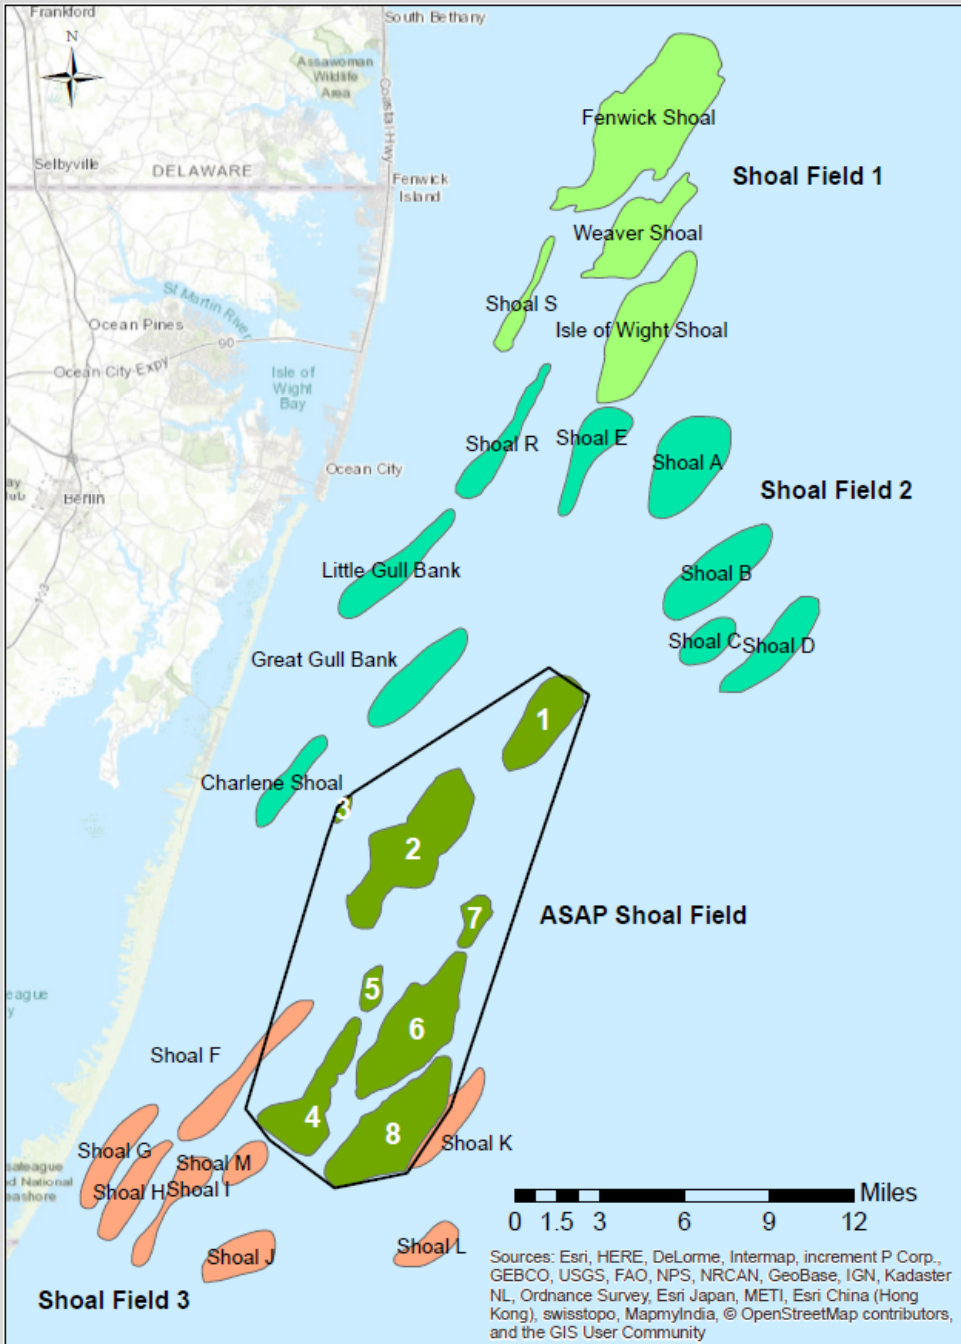 Frankford
South Bethany
N
Assawoman
Wildlife
Area
Coastal Hwy
Selbyville
DELAWARE
Fenwick
Island
Fenwick Shoal
Shoal Field 1
Weaver Shoal
St Martin River
Shoal S
Ocean Pines
Isle of Wight Shoal
90
Ocean City Expy
Isle of
Wight
Bay
Shoal R
Shoal E
Shoal A
Ocean City
Berlin
Shoal Field 2
Little Gull Bank
Shoal B
113
Shoal C
Shoal D
Great Gull Bank
1
Charlene Shoal
3
2
7
ASAP Shoal Field
5
6
Shoal F
4
8
Shoal K
Shoal G
Shoal M
Shoal H
Shoal I
Shoal J
Shoal L
Miles
0 1.5 3 6 9 12
Shoal Field 3
Sources: Esri, HERE, DeLorme, Intermap, increment P Corp.,
GEBCO, USGS, FAO, NPS, NRCAN, GeoBase, IGN, Kadaster
NL, Ordnance Survey, Esri Japan, METI, Esri China (Hong
Kong), swisstopo, MapmyIndia, © OpenStreetMap contributors,
and the GIS User Community